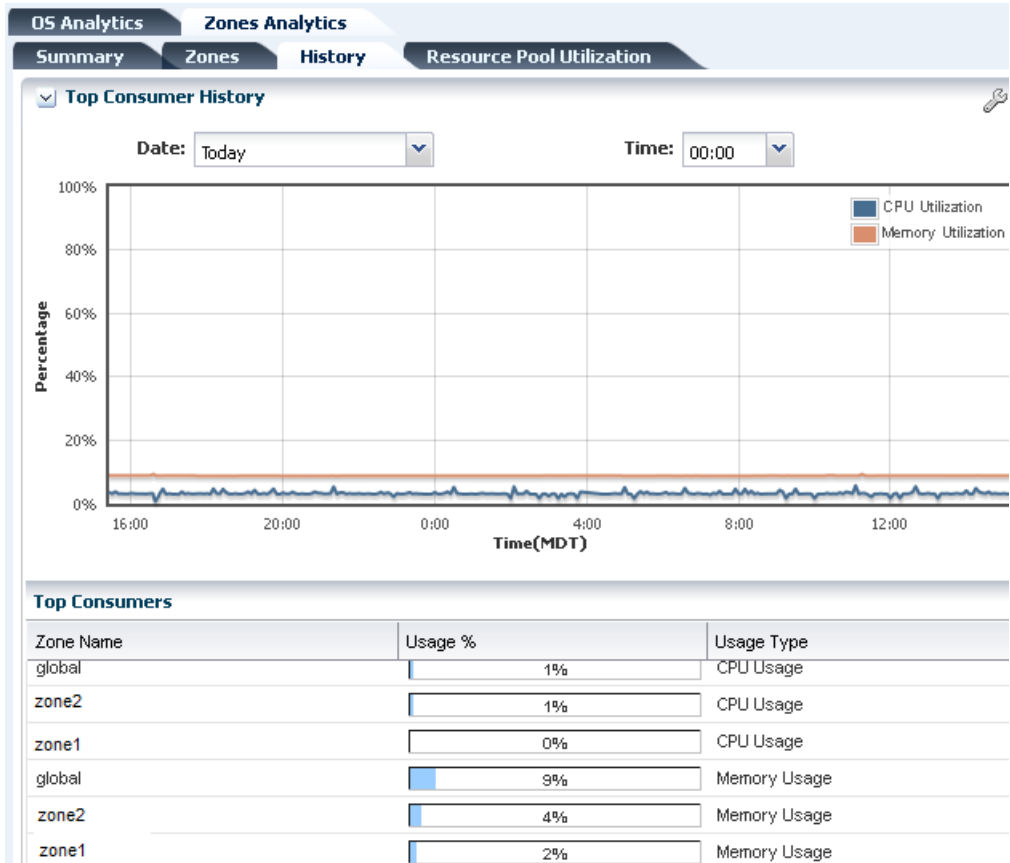 OS Analytics Zones Analytics
Summary Zones History Resource Pool Utilization
Top Consumer History
Date: Today Time: 00:00
100%
CPU Utilization
Memory Utilization
80%
60%
40%
20%
0%
Percentage
16:00 20:00 0:00 4:00 8:00 12:00
Time(MDT)
Top Consumers
Zone Name Usage % Usage Type
global 1% CPU Usage
zone2 1% CPU Usage
zone1 0% CPU Usage
global 9% Memory Usage
zone2 4% Memory Usage
zone1 2% Memory Usage